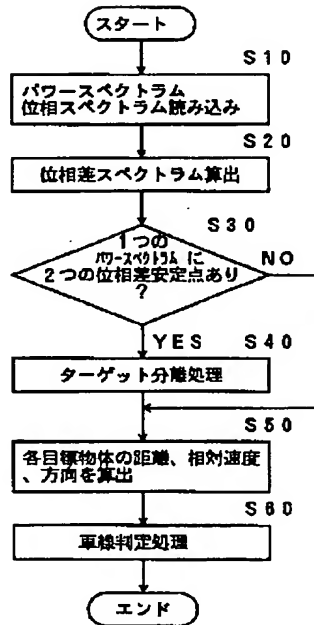 スタート
S10
パワースペクトラム
位相スペクトラム読み込み
S20
位相差スペクトラム算出
S30
1つの
パワースペクトラム に
2つの位相差安定点あり
?
NO
YES
S40
ターゲット分離処理
S50
各目標物体の距離、相対速度
、方向を算出
S60
車線判定処理
エンド